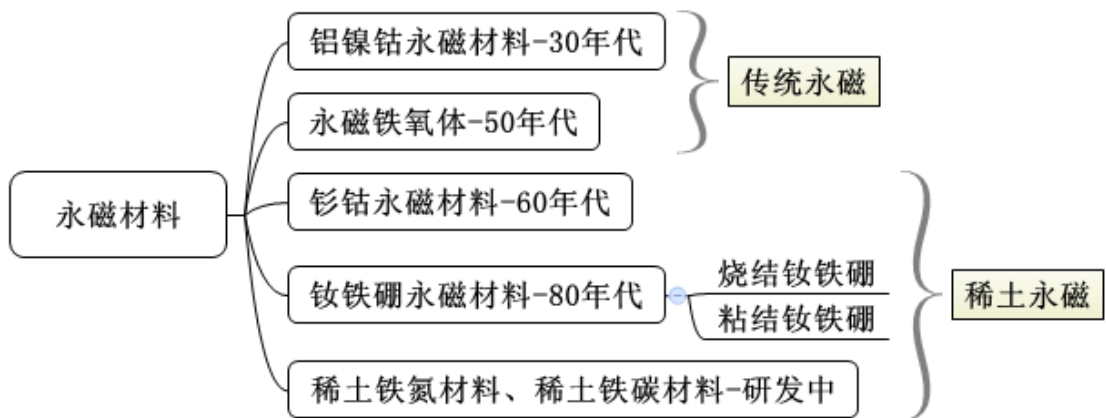 铝镍钴永磁材料-30年代
传统永磁
永磁铁氧体-50年代
永磁材料
钐钴永磁材料-60年代
钕铁硼永磁材料-80年代
烧结钕铁硼
粘结钕铁硼
稀土永磁
稀土铁氮材料、稀土铁碳材料-研发中